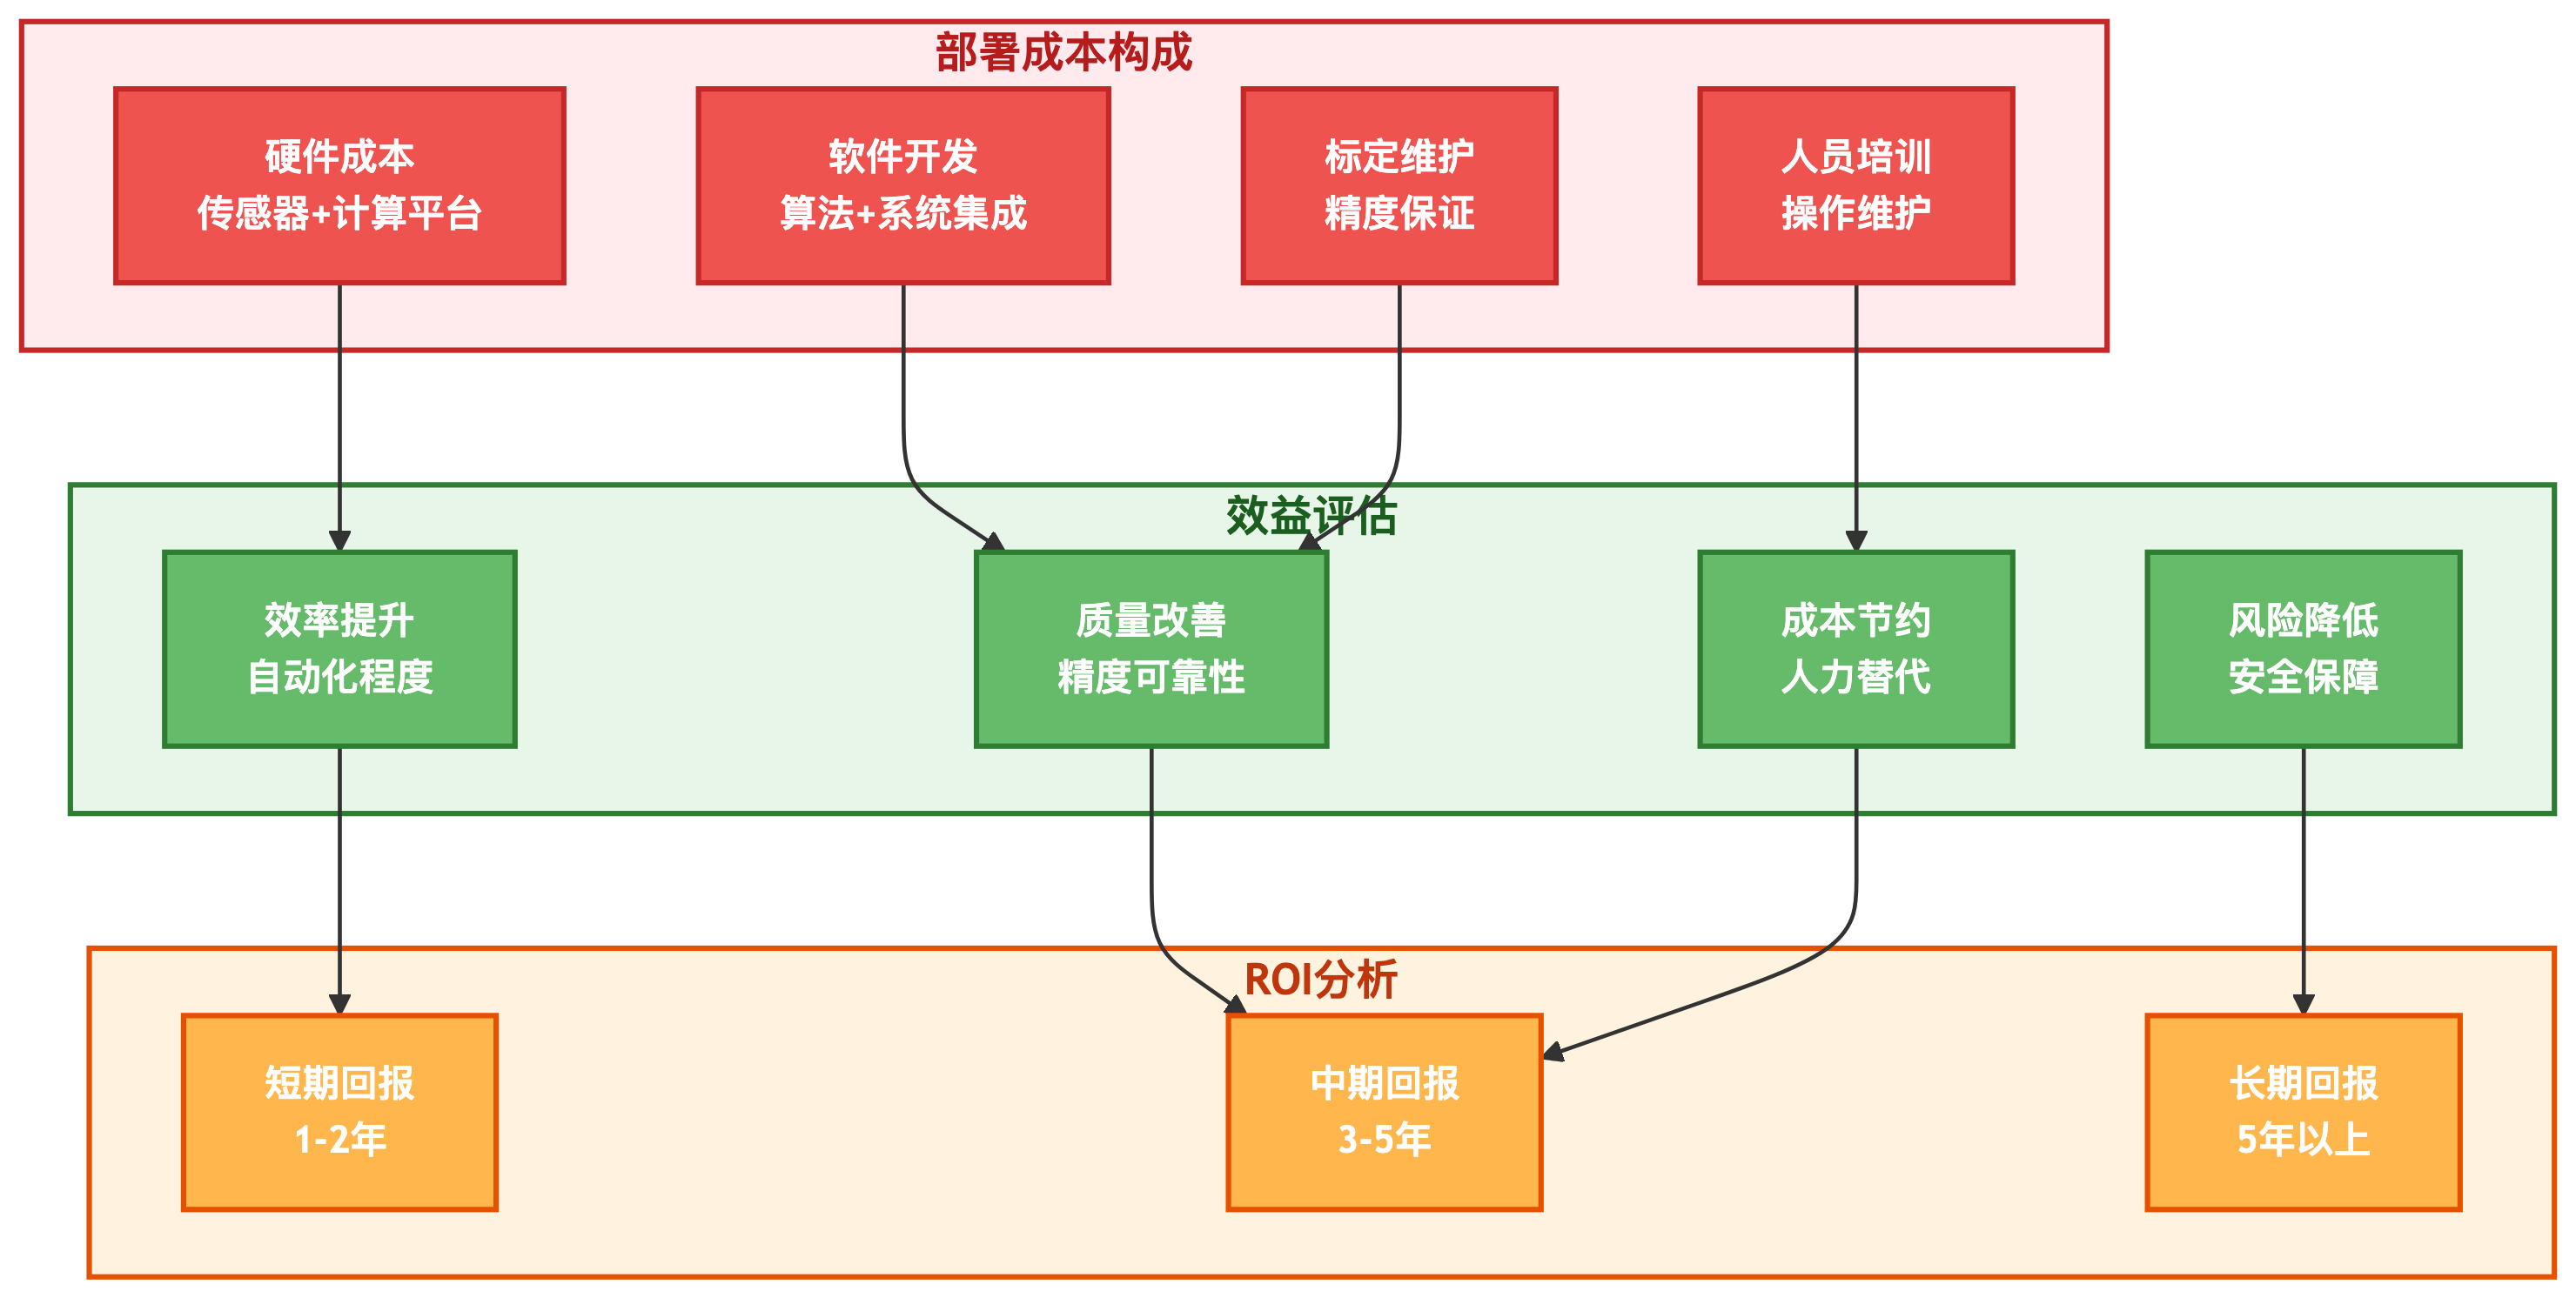 部署成本构成
硬件成本
传感器+计算平台
软件开发
算法+系统集成
标定维护
精度保证
人员培训
操作维护
效益评估
效率提升
自动化程度
质量改善
精度可靠性
成本节约
人力替代
风险降低
安全保障
ROI分析
短期回报
1-2年
中期回报
3-5年
长期回报
5年以上